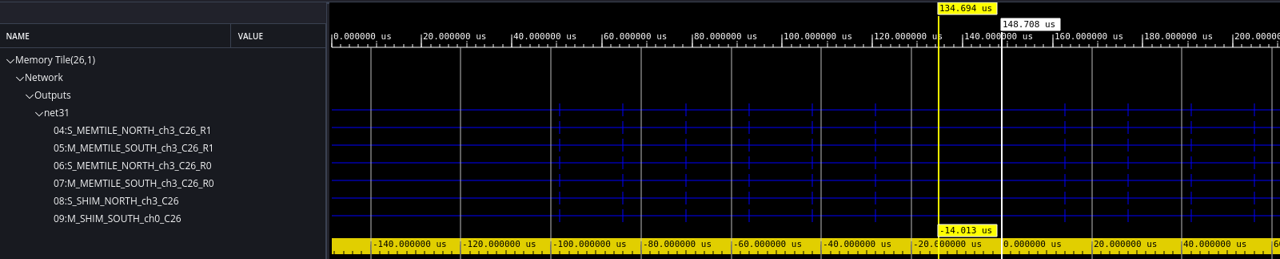 134.694 us
148.708 us
NAME VALUE 0.000000 us 20.000000 us 40.000000 us 60.000000 us 80.000000 us 100.000000 us 120.000000 us 140.000000 us 160.000000 us 180.000000 us 200.00000
Memory Tile(26,1)
Network
Outputs
net31
04:S_MEMTILE_NORTH_ch3_C26_R1
05:M_MEMTILE_SOUTH_ch3_C26_R1
06:S_MEMTILE_NORTH_ch3_C26_R0
07:M_MEMTILE_SOUTH_ch3_C26_R0
08:S_SHIM_NORTH_ch3_C26
09:M_SHIM_SOUTH_ch0_C26
-14.013 us
-140.000000 us -120.000000 us -100.000000 us -80.000000 us -60.000000 us -40.000000 us -20.000000 us 0.000000 us 20.000000 us 40.000000 us